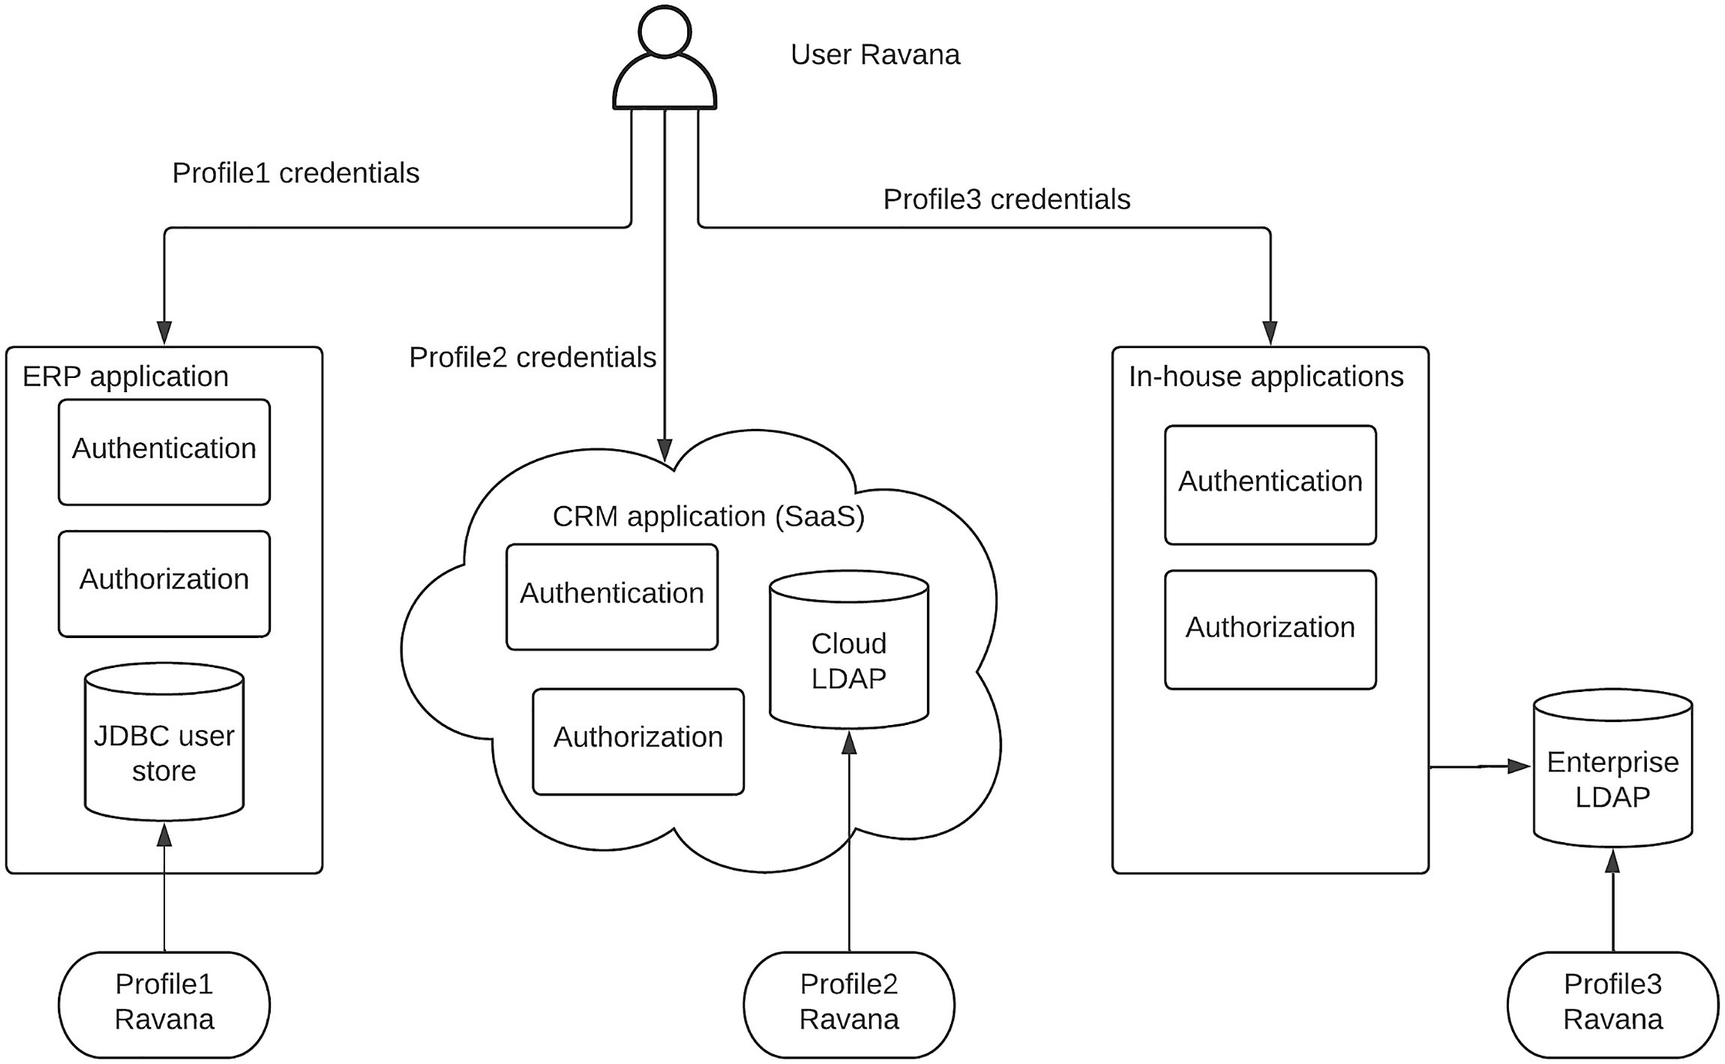 User Ravana
Profile1 credentials
Profile3 credentials
Profile2 credentials
ERP application
Authentication
Authorization
JDBC user
store
CRM application (SaaS)
Authentication
Authorization
Cloud
LDAP
In-house applications
Authentication
Authorization
Enterprise
LDAP
Profile1
Ravana
Profile2
Ravana
Profile3
Ravana